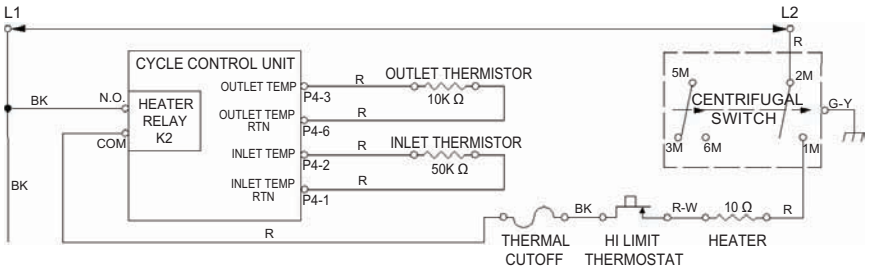 L1
L2
R
CYCLE CONTROL UNIT
5M
2M
OUTLET TEMP
R
OUTLET THERMISTOR
P4-3
10K Ω
BK
N.O.
HEATER
RELAY
K2
CENTRIFUGAL
SWITCH
G-Y
OUTLET TEMP
RTN
R
P4-6
COM
INLET TEMP
R
INLET THERMISTOR
P4-2
50K Ω
3M
6M
1M
INLET TEMP
RTN
R
P4-1
BK
R
BK
R-W
10 Ω
R
THERMAL
CUTOFF
HI LIMIT
THERMOSTAT
HEATER